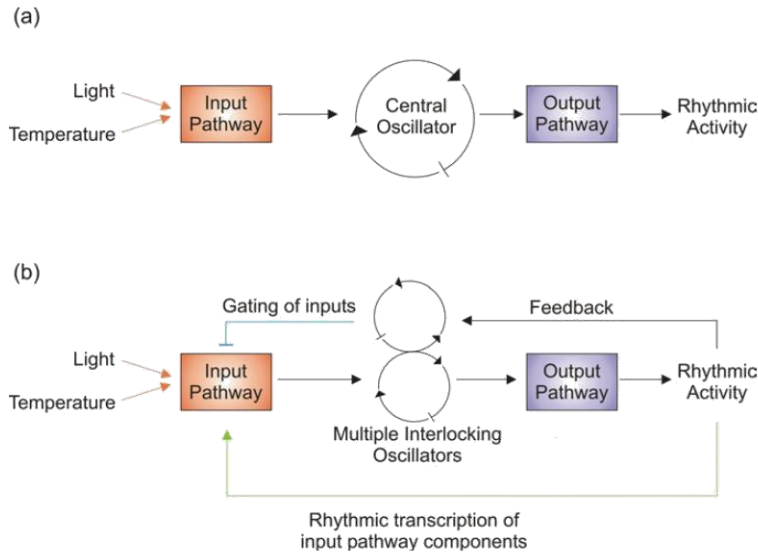 (a)
Light
Temperature
Input
Pathway
Central
Oscillator
Output
Pathway
Rhythmic
Activity
(b)
Gating of inputs
Feedback
Light
Temperature
Input
Pathway
Multiple Interlocking
Oscillators
Output
Pathway
Rhythmic
Activity
Rhythmic transcription of
input pathway components